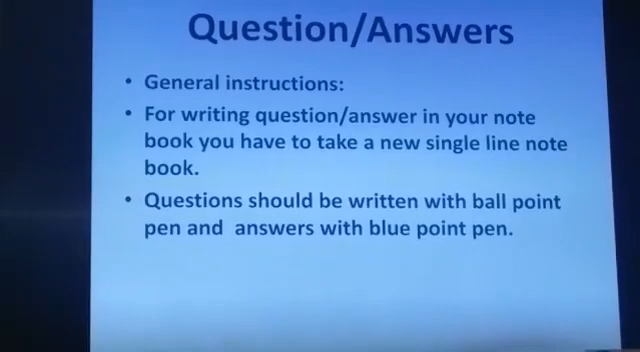 Question/Answers
• General instructions:
• For writing question/answer in your note
book you have to take a new single line note
book.
• Questions should be written with ball point
pen and  answers with blue point pen.